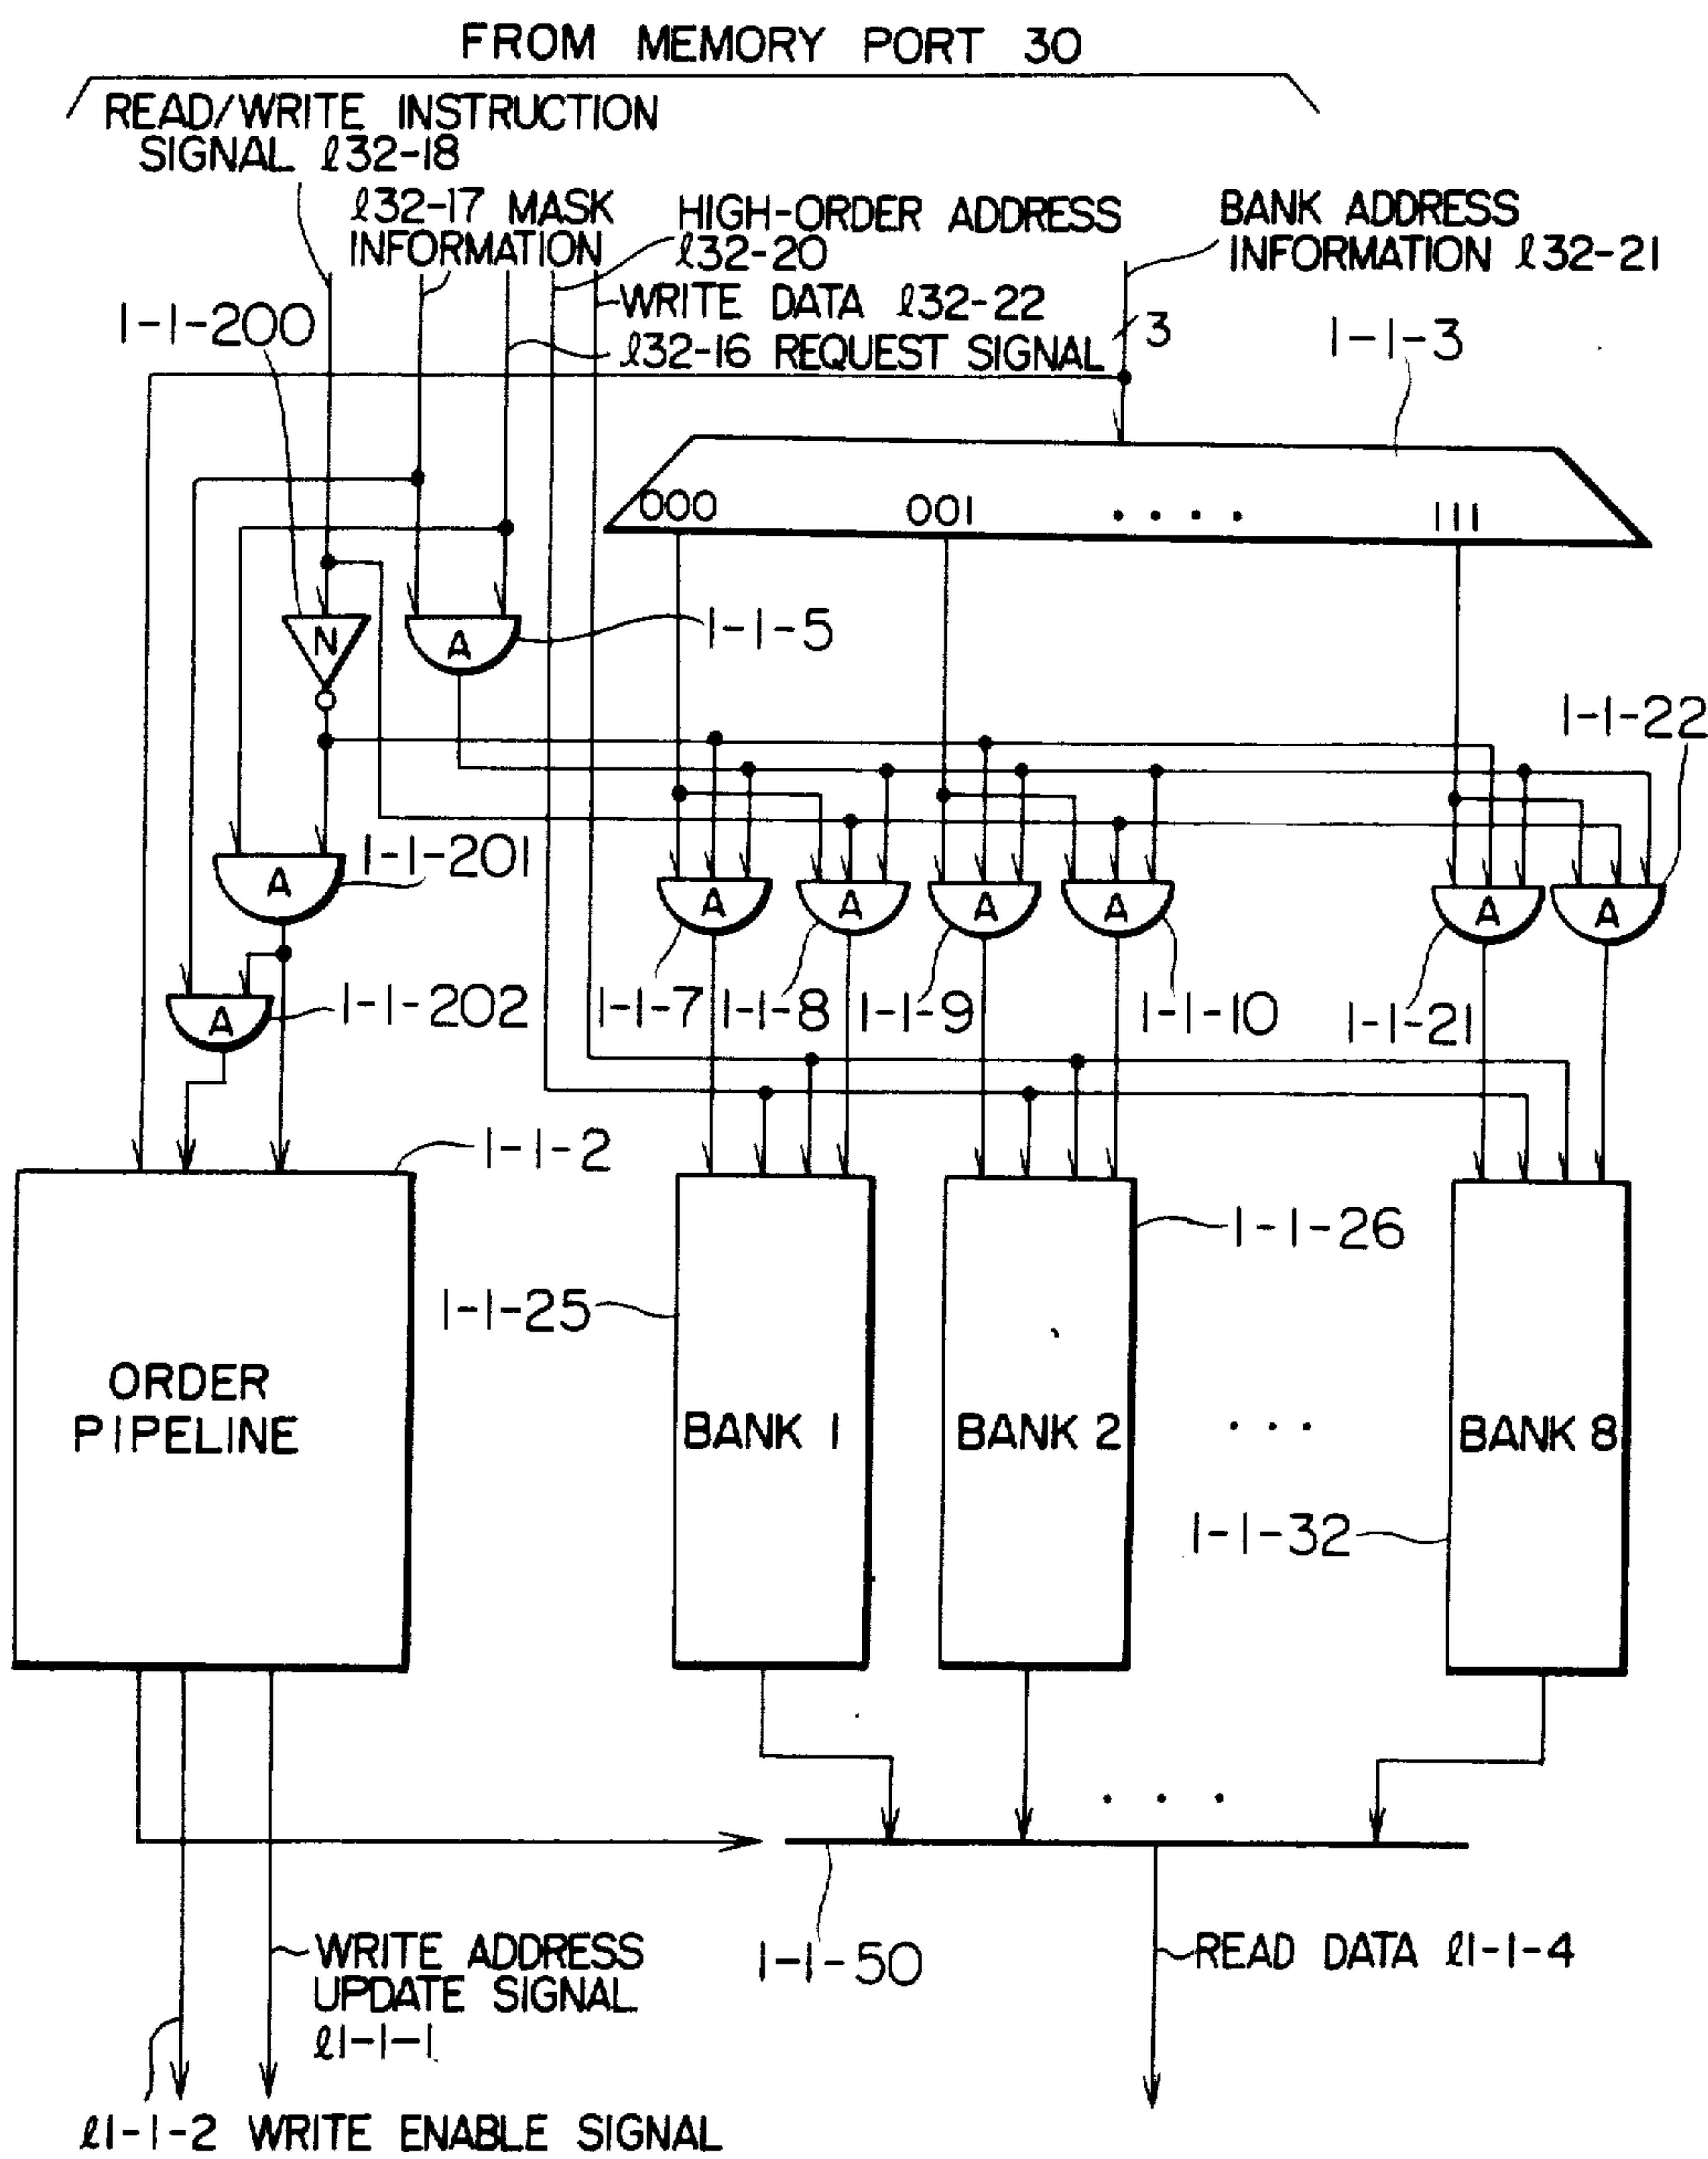 FROM MEMORY PORT 30
READ/WRITE INSTRUCTION
SIGNAL ℓ32-18
ℓ32-17 MASK
INFORMATION
HIGH-ORDER ADDRESS
ℓ32-20
BANK ADDRESS
INFORMATION ℓ32-21
WRITE DATA ℓ32-22
ℓ32-16 REQUEST SIGNAL
3
1-1-200
1-1-3
000
001
. . . .
111
N
A
1-1-5
1-1-22
A
1-1-201
A
A
A
A
A
A
A
1-1-202
1-1-7
1-1-8
1-1-9
1-1-10
1-1-21
1-1-2
1-1-26
1-1-25
ORDER
PIPELINE
BANK 1
BANK 2
. . .
BANK 8
1-1-32
. . .
1-1-50
WRITE ADDRESS
UPDATE SIGNAL
ℓ1-1-1
READ DATA ℓ1-1-4
ℓ1-1-2 WRITE ENABLE SIGNAL